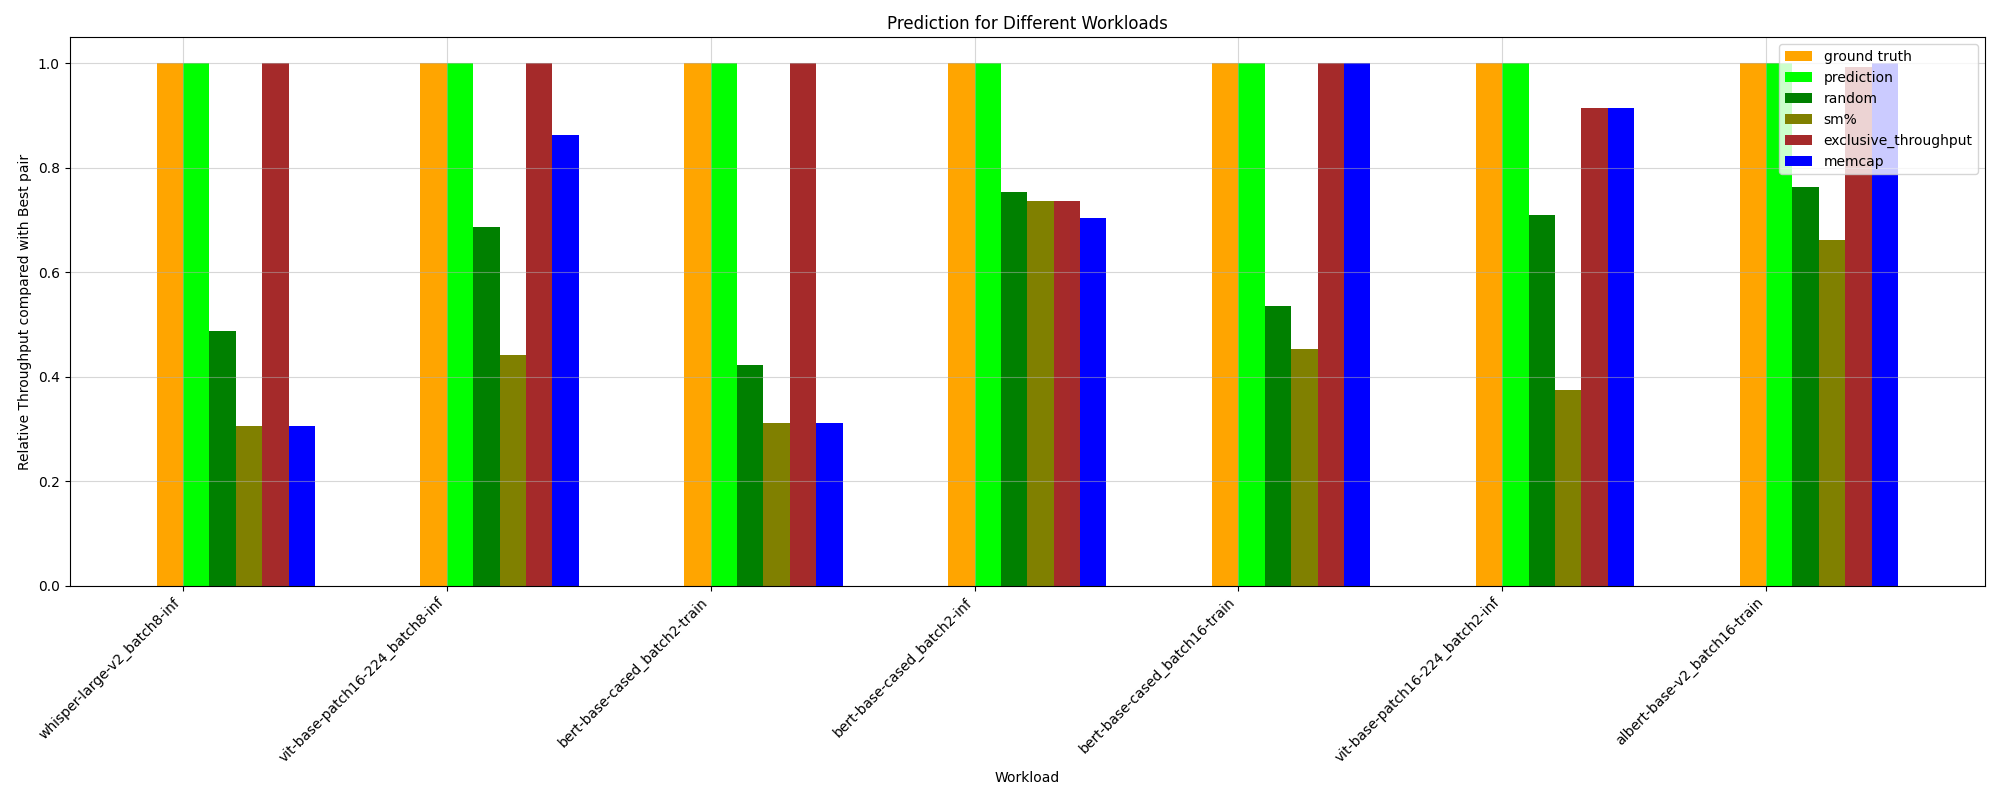 Prediction for Different Workloads
Relative Throughput compared with Best pair
1.0
0.8
0.6
0.4
0.2
0.0
ground truth
prediction
random
sm%
exclusive_throughput
memcap
whisper-large-v2_batch8-inf
vit-base-patch16-224_batch8-inf
bert-base-cased_batch2-train
bert-base-cased_batch2-inf
bert-base-cased_batch16-train
vit-base-patch16-224_batch2-inf
albert-base-v2_batch16-train
Workload